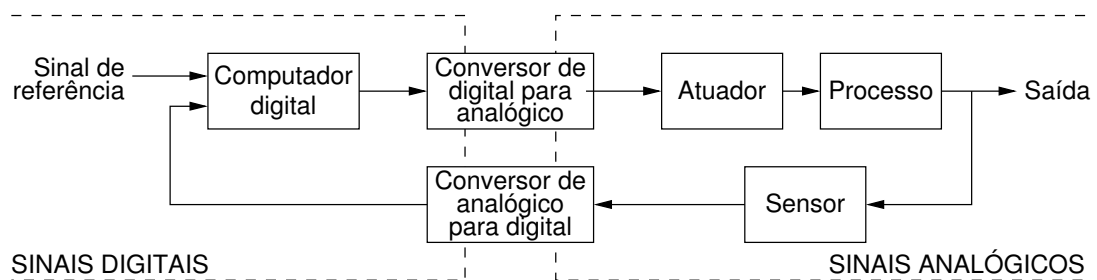 Sinal de
referência
Computador
digital
Conversor de
digital para
analógico
Atuador
Processo
Saída
Conversor de
analógico
para digital
Sensor
SINAIS DIGITAIS
SINAIS ANALÓGICOS